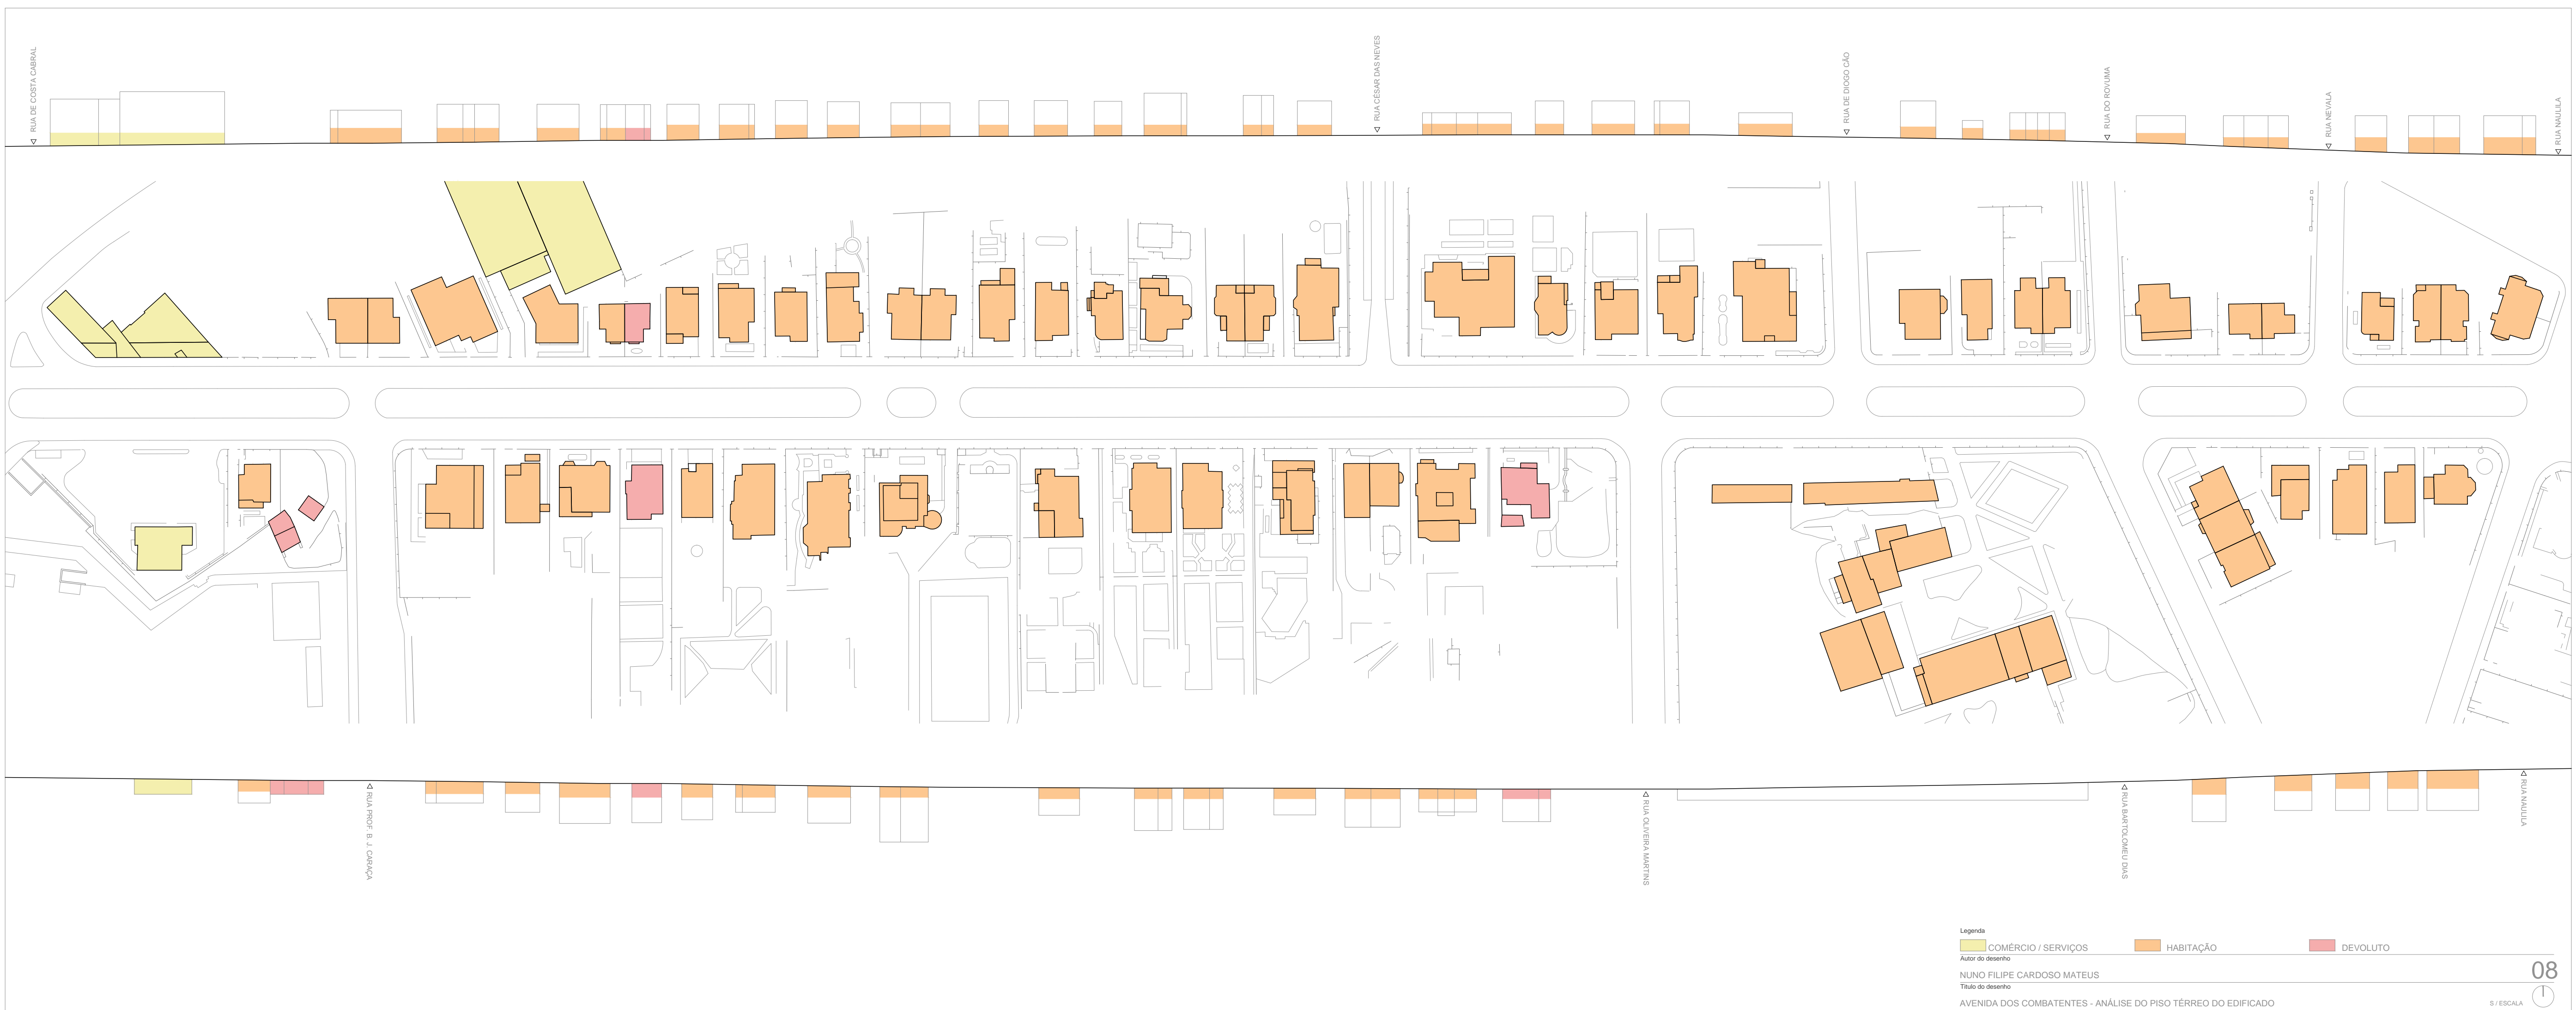 RUA DE COSTA CABRAL
RUA CÉSAR DAS NIEVES
RUA DE DIOGO CÃO
RUA DO ROVUMA
RUA NEVALA
RUA NAULILA
RUA PROF. B. J. CARAÇA
RUA OLIVEIRA MARTINS
RUA BARTOLOMEU DIAS
RUA NAULILA
Legenda
COMÉRCIO / SERVIÇOS
HABITAÇÃO
DEVOLUTO
Autor do desenho
NUNO FILIPE CARDOSO MATEUS
08
Título do desenho
AVENIDA DOS COMBATENTES - ANÁLISE DO PISO TÉRREO DO EDIFICADO
S / ESCALA